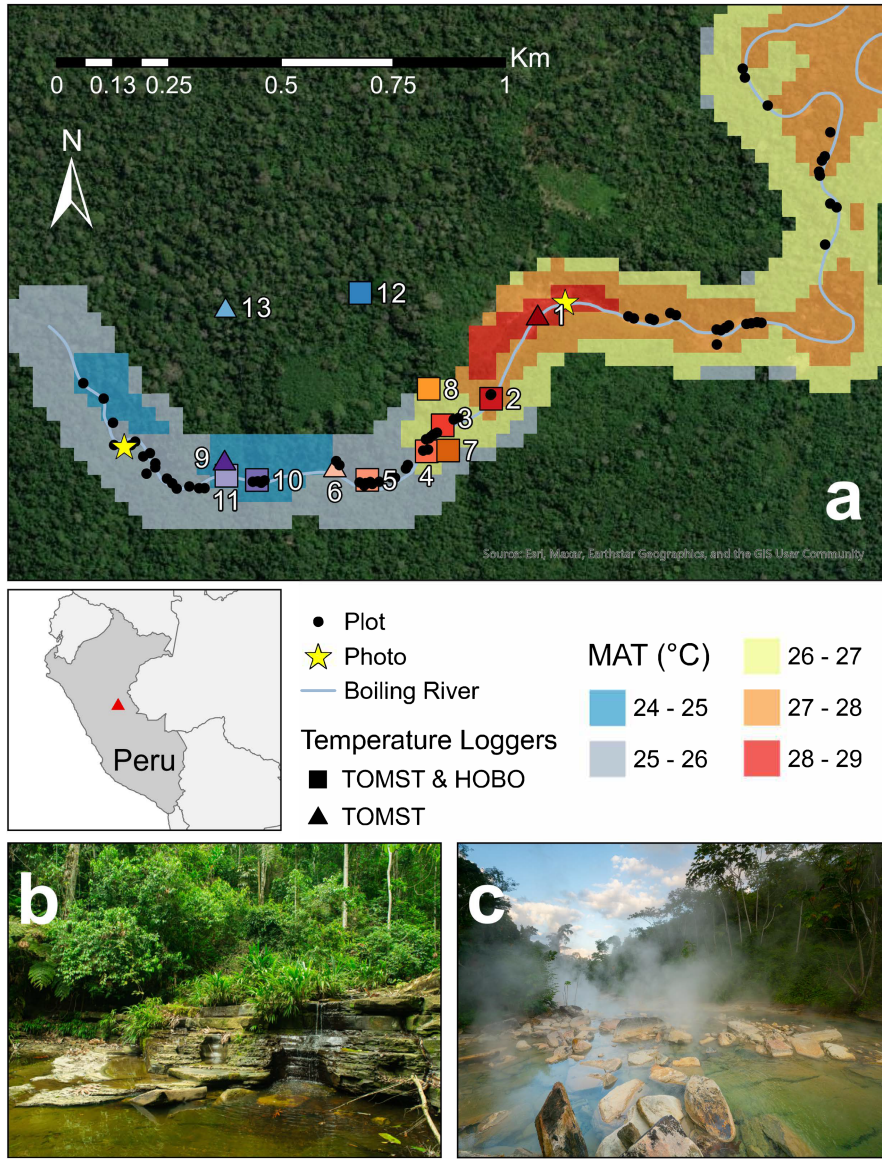 Km
0 0.13 0.25 0.5 0.75 1
N
13
12
1
8
2
3
7
4
9
10
5
6
11
a
Source: Esri, Maxar, Earthstar Geographics, and the GIS User Community
Peru
Plot
Photo
Boiling River
Temperature Loggers
TOMST & HOBO
TOMST
MAT (°C)
24 - 25
25 - 26
26 - 27
27 - 28
28 - 29
b
c